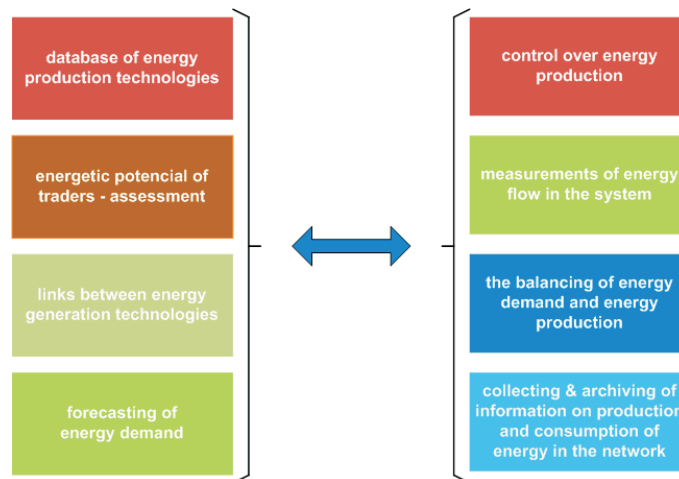 database of energy
production technologies
energetic potencial of
traders - assessment
links between energy
generation technologies
forecasting of
energy demand
control over energy
production
measurements of energy
flow in the system
the balancing of energy
demand and energy
production
collecting & archiving of
information on production
and consumption of
energy in the network